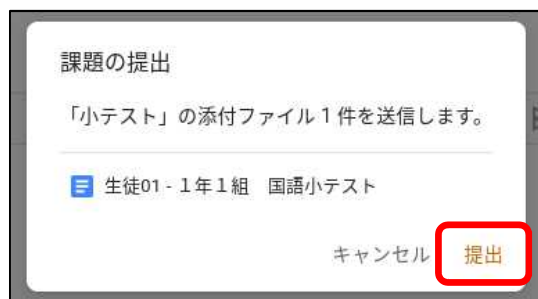 課題の提出
「小テスト」の添付ファイル１件を送信します。
生徒01 - １年１組　国語小テスト
キャンセル 提出